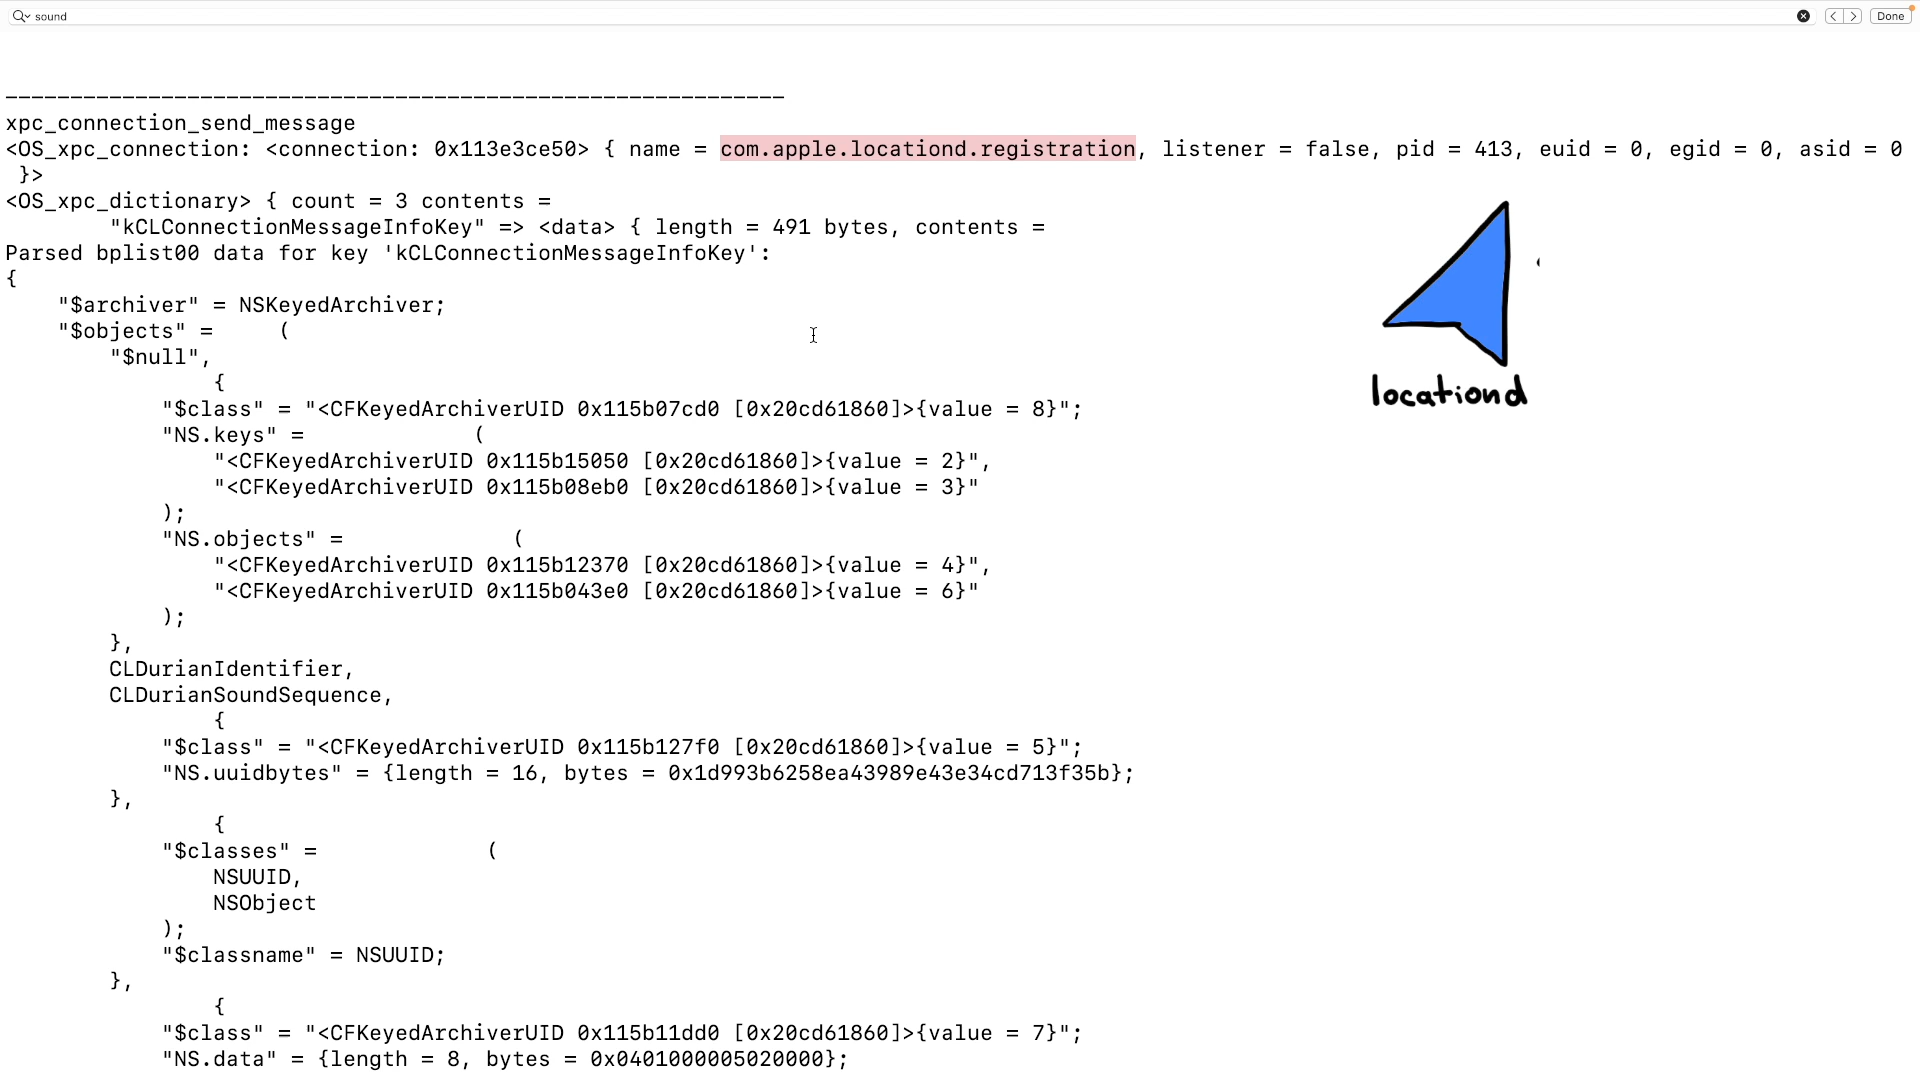 sound
Done
____________________________________________________________
xpc_connection_send_message
<OS_xpc_connection: <connection: 0x113e3ce50> { name = com.apple.locationd.registration, listener = false, pid = 413, euid = 0, egid = 0, asid = 0
}>
<OS_xpc_dictionary> { count = 3 contents =
"kCLConnectionMessageInfoKey" => <data> { length = 491 bytes, contents =
Parsed bplist00 data for key 'kCLConnectionMessageInfoKey':
{
"$archiver" = NSKeyedArchiver;
"$objects" = (
"$null",
{
"$class" = "<CFKeyedArchiverUID 0x115b07cd0 [0x20cd61860]>{value = 8}";
"NS.keys" = (
"<CFKeyedArchiverUID 0x115b15050 [0x20cd61860]>{value = 2}",
"<CFKeyedArchiverUID 0x115b08eb0 [0x20cd61860]>{value = 3}"
);
"NS.objects" = (
"<CFKeyedArchiverUID 0x115b12370 [0x20cd61860]>{value = 4}",
"<CFKeyedArchiverUID 0x115b043e0 [0x20cd61860]>{value = 6}"
);
},
CLDurianIdentifier,
CLDurianSoundSequence,
{
"$class" = "<CFKeyedArchiverUID 0x115b127f0 [0x20cd61860]>{value = 5}";
"NS.uuidbytes" = {length = 16, bytes = 0x1d993b6258ea43989e43e34cd713f35b};
},
{
"$classes" = (
NSUUID,
NSObject
);
"$classname" = NSUUID;
},
{
"$class" = "<CFKeyedArchiverUID 0x115b11dd0 [0x20cd61860]>{value = 7}";
"NS.data" = {length = 8, bytes = 0x0401000005020000};
locationd